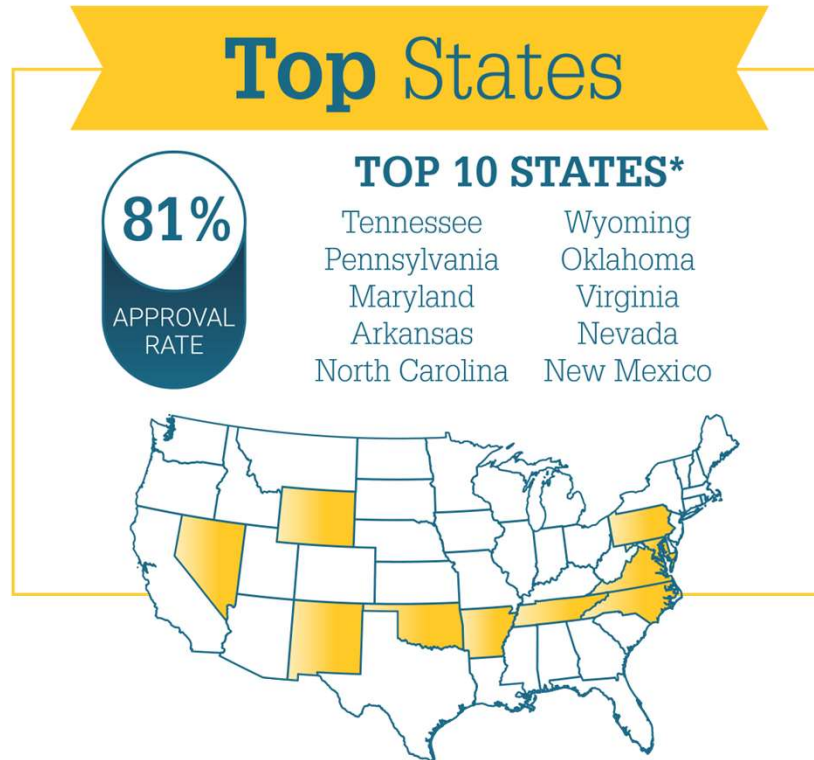 Top States
81%
APPROVAL
RATE
TOP 10 STATES*
Tennessee
Pennsylvania
Maryland
Arkansas
North Carolina
Wyoming
Oklahoma
Virginia
Nevada
New Mexico